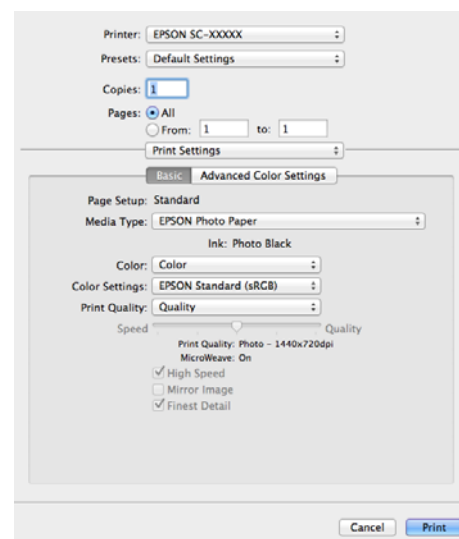 Printer: EPSON SC-XXXXX
Presets: Default Settings
Copies: 1
Pages: All
From: 1 to: 1
Print Settings
Basic Advanced Color Settings
Page Setup: Standard
Media Type: EPSON Photo Paper
Ink: Photo Black
Color: Color
Color Settings: EPSON Standard (sRGB)
Print Quality: Quality
Speed Quality
Print Quality: Photo - 1440x720dpi
MicroWeave: On
High Speed
Mirror Image
Finest Detail
Cancel Print